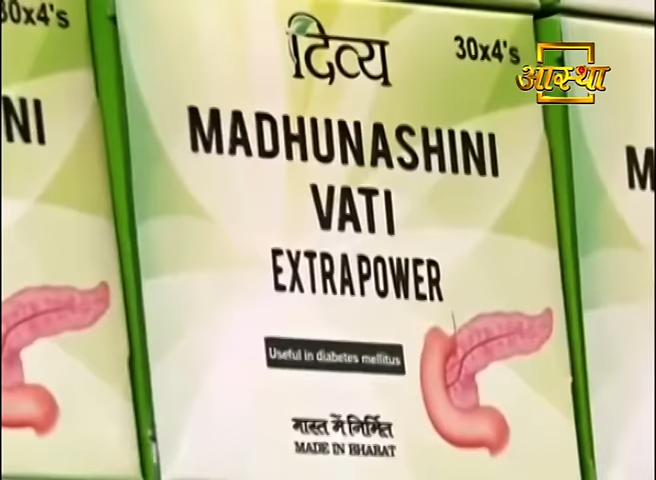 30x4's
NI
दिव्य
30x4's
आस्था
MADHUNASHINI
VATI
EXTRAPOWER
Useful in diabetes mellitus
भारत में निर्मित
MADE IN BHARAT
M